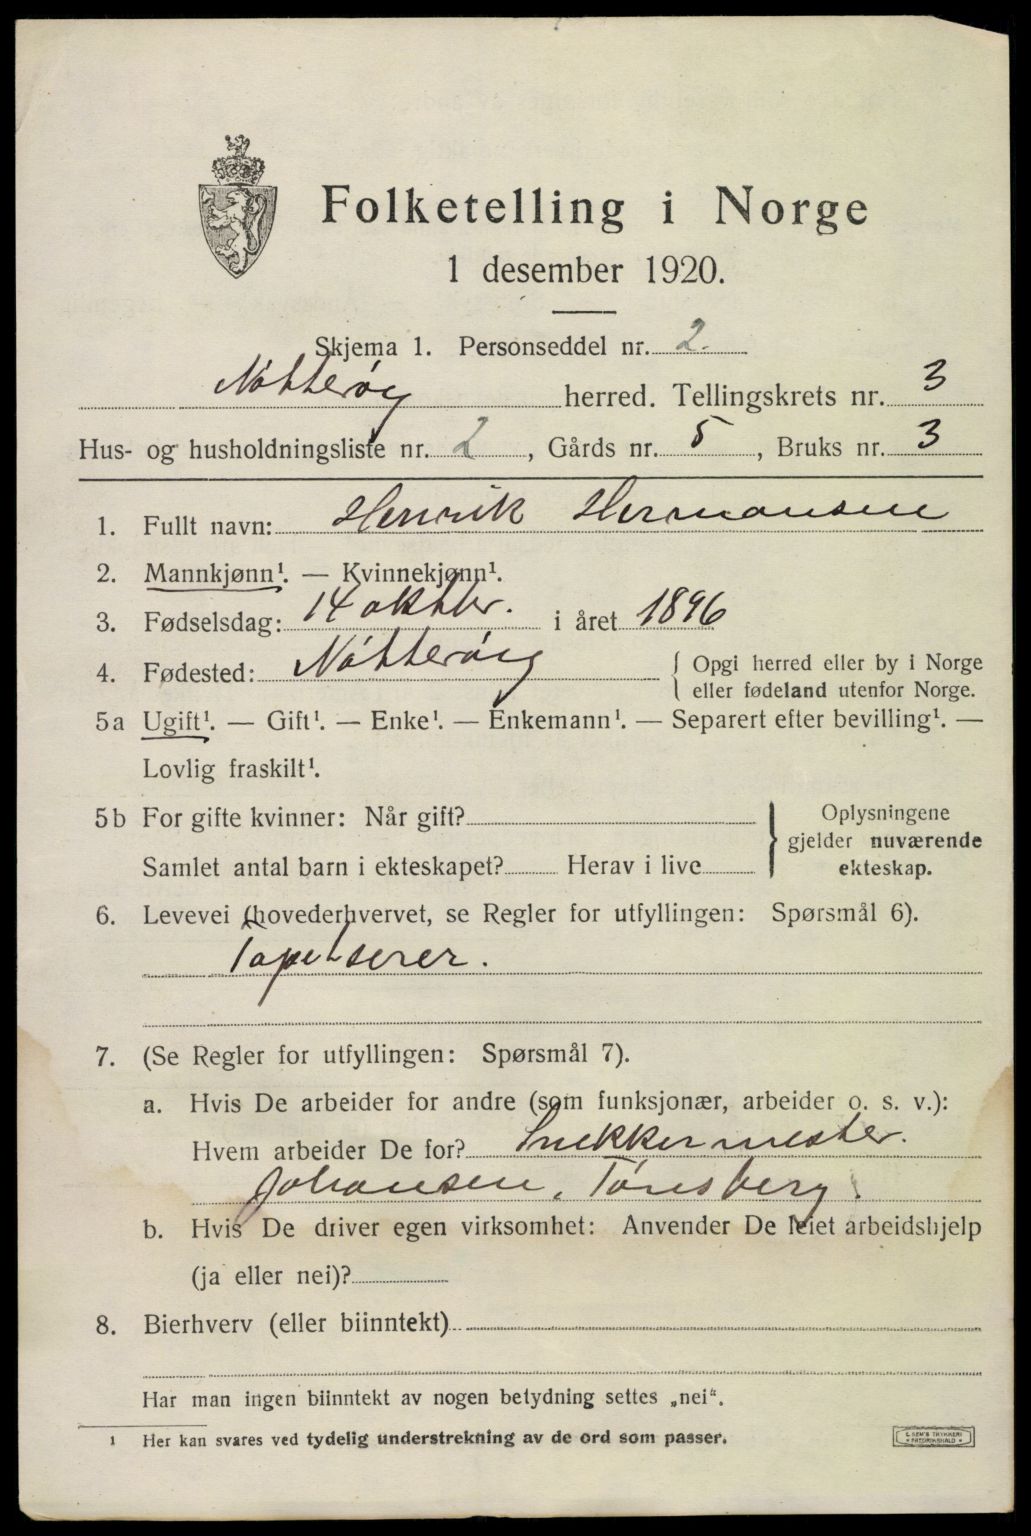 Folketelling i Norge
1 desember 1920.
Skjema 1. Personseddel nr. 2.
Nøtterøy herred. Tellingskrets nr. 3
Hus- og husholdningsliste nr. 2, Gårds nr. 5, Bruks nr. 3
1. Fullt navn: Henrik Hermansen
2. Mannkjønn¹. — Kvinnekjønn¹.
3. Fødselsdag: 14 oktbr. i året 1896
4. Fødested: Nøtterøy { Opgi herred eller by i Norge
eller fødeland utenfor Norge.
5a Ugift¹. — Gift¹. — Enke¹. — Enkemann¹. — Separert efter bevilling¹. —
Lovlig fraskilt¹.
5b For gifte kvinner: Når gift? } Oplysningene
gjelder nuværende
Samlet antal barn i ekteskapet? Herav i live ekteskap.
6. Levevei (hovederhvervet, se Regler for utfyllingen: Spørsmål 6).
Tapetserer.
7. (Se Regler for utfyllingen: Spørsmål 7).
a. Hvis De arbeider for andre (som funksjonær, arbeider o. s. v.):
Hvem arbeider De for? Snekkermester.
Johansen, Tønsberg.
b. Hvis De driver egen virksomhet: Anvender De leiet arbeidshjelp
(ja eller nei)?
8. Bierhverv (eller biinntekt)
Har man ingen biinntekt av nogen betydning settes „nei“.
¹ Her kan svares ved tydelig understrekning av de ord som passer.
E. SEM'S TRYKKERI
FREDRIKSHALD